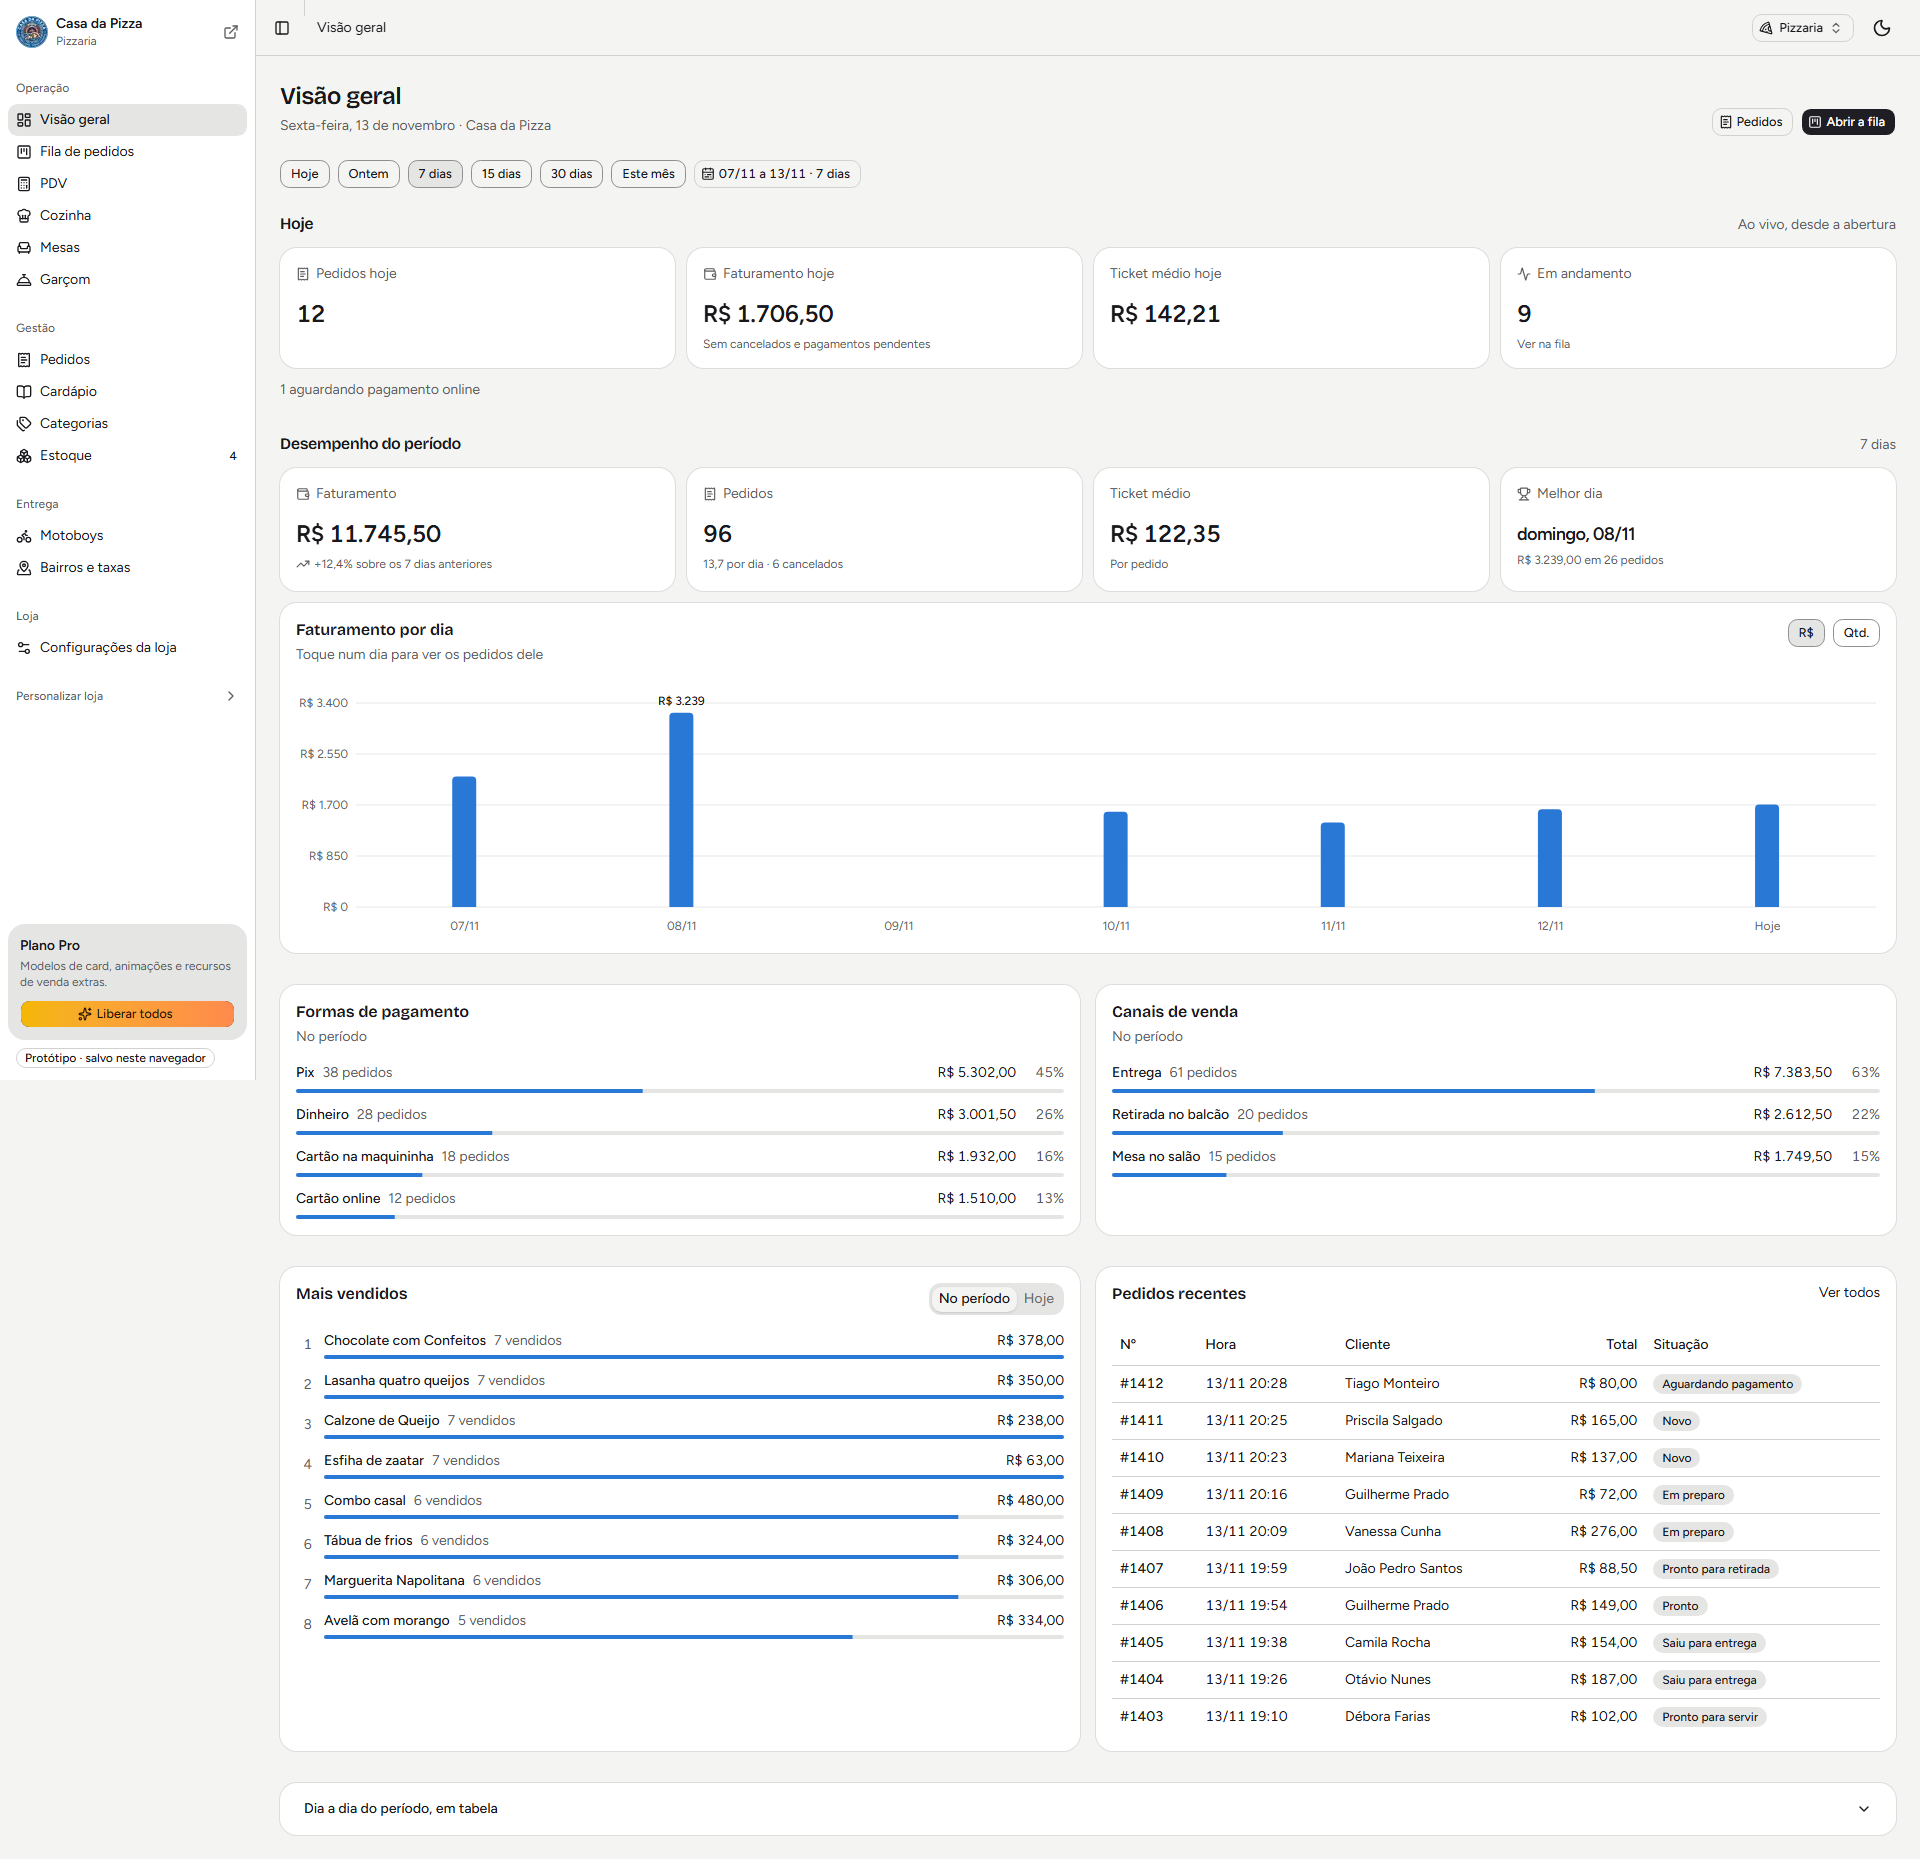 Casa da Pizza
Pizzaria
Operação
Visão geral
Fila de pedidos
PDV
Cozinha
Mesas
Garçom
Gestão
Pedidos
Cardápio
Categorias
Estoque 4
Entrega
Motoboys
Bairros e taxas
Loja
Configurações da loja
Personalizar loja
Plano Pro
Modelos de card, animações e recursos
de venda extras.
Liberar todos
Protótipo · salvo neste navegador
Visão geral
Pizzaria
Visão geral
Sexta-feira, 13 de novembro · Casa da Pizza
Pedidos
Abrir a fila
Hoje Ontem 7 dias 15 dias 30 dias Este mês 07/11 a 13/11 · 7 dias
Hoje
Ao vivo, desde a abertura
Pedidos hoje
12
Faturamento hoje
R$ 1.706,50
Sem cancelados e pagamentos pendentes
Ticket médio hoje
R$ 142,21
Em andamento
9
Ver na fila
1 aguardando pagamento online
Desempenho do período
7 dias
Faturamento
R$ 11.745,50
+12,4% sobre os 7 dias anteriores
Pedidos
96
13,7 por dia · 6 cancelados
Ticket médio
R$ 122,35
Por pedido
Melhor dia
domingo, 08/11
R$ 3.239,00 em 26 pedidos
Faturamento por dia
Toque num dia para ver os pedidos dele
R$ Qtd.
R$ 3.400
R$ 2.550
R$ 1.700
R$ 850
R$ 0
R$ 3.239
07/11 08/11 09/11 10/11 11/11 12/11 Hoje
Formas de pagamento
No período
Pix 38 pedidos R$ 5.302,00 45%
Dinheiro 28 pedidos R$ 3.001,50 26%
Cartão na maquininha 18 pedidos R$ 1.932,00 16%
Cartão online 12 pedidos R$ 1.510,00 13%
Canais de venda
No período
Entrega 61 pedidos R$ 7.383,50 63%
Retirada no balcão 20 pedidos R$ 2.612,50 22%
Mesa no salão 15 pedidos R$ 1.749,50 15%
Mais vendidos
No período Hoje
1 Chocolate com Confeitos 7 vendidos R$ 378,00
2 Lasanha quatro queijos 7 vendidos R$ 350,00
3 Calzone de Queijo 7 vendidos R$ 238,00
4 Esfiha de zaatar 7 vendidos R$ 63,00
5 Combo casal 6 vendidos R$ 480,00
6 Tábua de frios 6 vendidos R$ 324,00
7 Marguerita Napolitana 6 vendidos R$ 306,00
8 Avelã com morango 5 vendidos R$ 334,00
Pedidos recentes
Ver todos
Nº Hora Cliente Total Situação
#1412 13/11 20:28 Tiago Monteiro R$ 80,00 Aguardando pagamento
#1411 13/11 20:25 Priscila Salgado R$ 165,00 Novo
#1410 13/11 20:23 Mariana Teixeira R$ 137,00 Novo
#1409 13/11 20:16 Guilherme Prado R$ 72,00 Em preparo
#1408 13/11 20:09 Vanessa Cunha R$ 276,00 Em preparo
#1407 13/11 19:59 João Pedro Santos R$ 88,50 Pronto para retirada
#1406 13/11 19:54 Guilherme Prado R$ 149,00 Pronto
#1405 13/11 19:38 Camila Rocha R$ 154,00 Saiu para entrega
#1404 13/11 19:26 Otávio Nunes R$ 187,00 Saiu para entrega
#1403 13/11 19:10 Débora Farias R$ 102,00 Pronto para servir
Dia a dia do período, em tabela